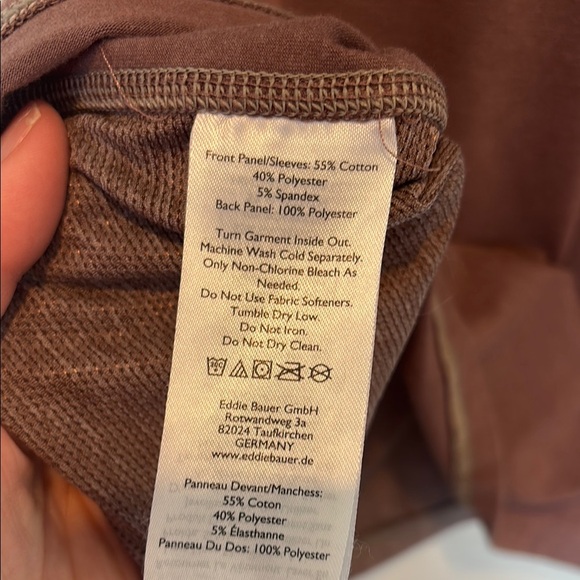 Front Panel/Sleeves: 55% Cotton
40% Polyester
5% Spandex
Back Panel: 100% Polyester
Turn Garment Inside Out.
Machine Wash Cold Separately.
Only Non-Chlorine Bleach As
Needed.
Do Not Use Fabric Softeners.
Tumble Dry Low.
Do Not Iron.
Do Not Dry Clean.
Eddie Bauer GmbH
Rotwandweg 3a
82024 Taufkirchen
GERMANY
www.eddiebauer.de
Panneau Devant/Manchess:
55% Coton
40% Polyester
5% Élasthanne
Panneau Du Dos: 100% Polyester